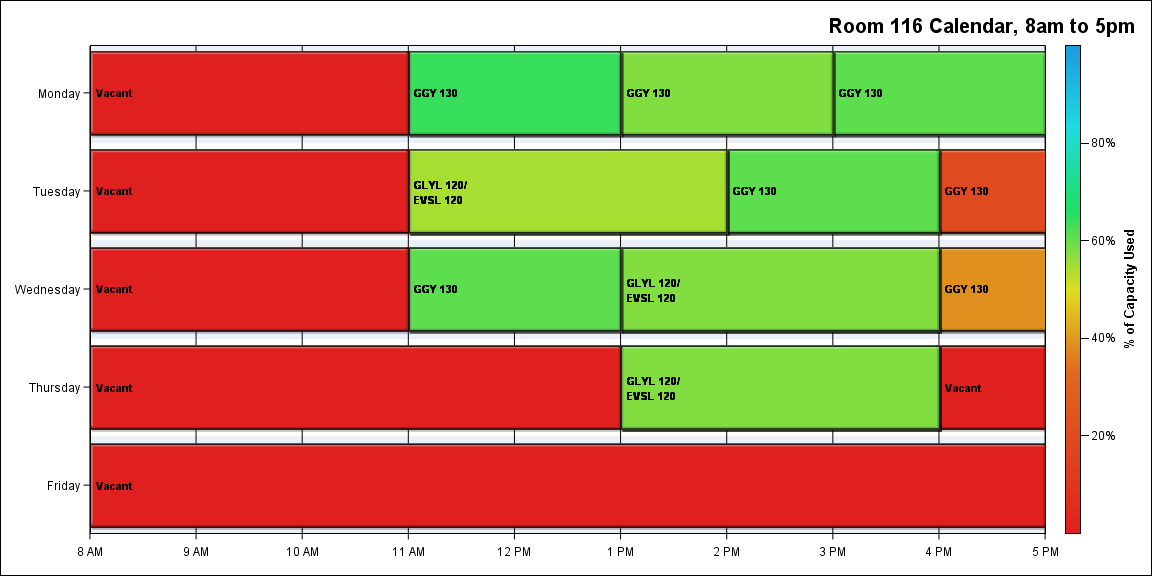 Room 116 Calendar, 8am to 5pm
Monday
Vacant
GGY 130
GGY 130
GGY 130
Tuesday
Vacant
GLYL 120/
EVSL 120
GGY 130
GGY 130
Wednesday
Vacant
GGY 130
GLYL 120/
EVSL 120
GGY 130
Thursday
Vacant
GLYL 120/
EVSL 120
Vacant
Friday
Vacant
8 AM
9 AM
10 AM
11 AM
12 PM
1 PM
2 PM
3 PM
4 PM
5 PM
80%
60%
40%
20%
% of Capacity Used